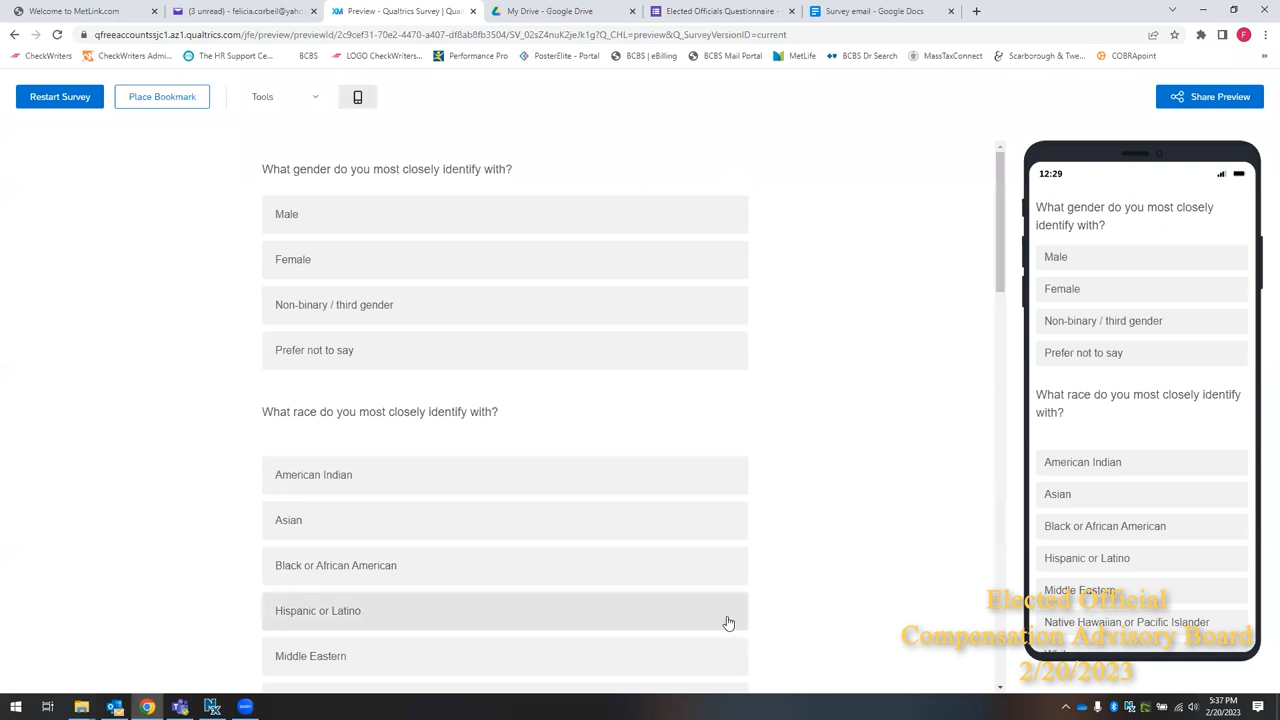 Welcome to MetLink.com
(3 unread) - felicia.corbeil@yaho
Preview - Qualtrics Survey | Qual
My Drive - Google Drive
Elected Officials Questionnaire -
Survey email - Google Docs
qfreeaccountssjc1.az1.qualtrics.com/jfe/preview/previewId/2c9cef31-70e2-4470-a407-df8ab8fb3504/SV_02sZ4nuK2jeJk1g?Q_CHL=preview&Q_SurveyVersionID=current
CheckWriters
CheckWriters Admi...
The HR Support Ce...
BCBS
LOGO CheckWriters...
Performance Pro
PosterElite - Portal
BCBS | eBilling
BCBS Mail Portal
MetLife
BCBS Dr Search
MassTaxConnect
Scarborough & Twe...
COBRApoint
Restart Survey
Place Bookmark
Tools
Share Preview
What gender do you most closely identify with?
Male
Female
Non-binary / third gender
Prefer not to say
What race do you most closely identify with?
American Indian
Asian
Black or African American
Hispanic or Latino
Middle Eastern
12:29
What gender do you most closely
identify with?
Male
Female
Non-binary / third gender
Prefer not to say
What race do you most closely identify
with?
American Indian
Asian
Black or African American
Hispanic or Latino
Middle Eastern
Native Hawaiian or Pacific Islander
Elected Official
Compensation Advisory Board
2/20/2023
5:37 PM
2/20/2023